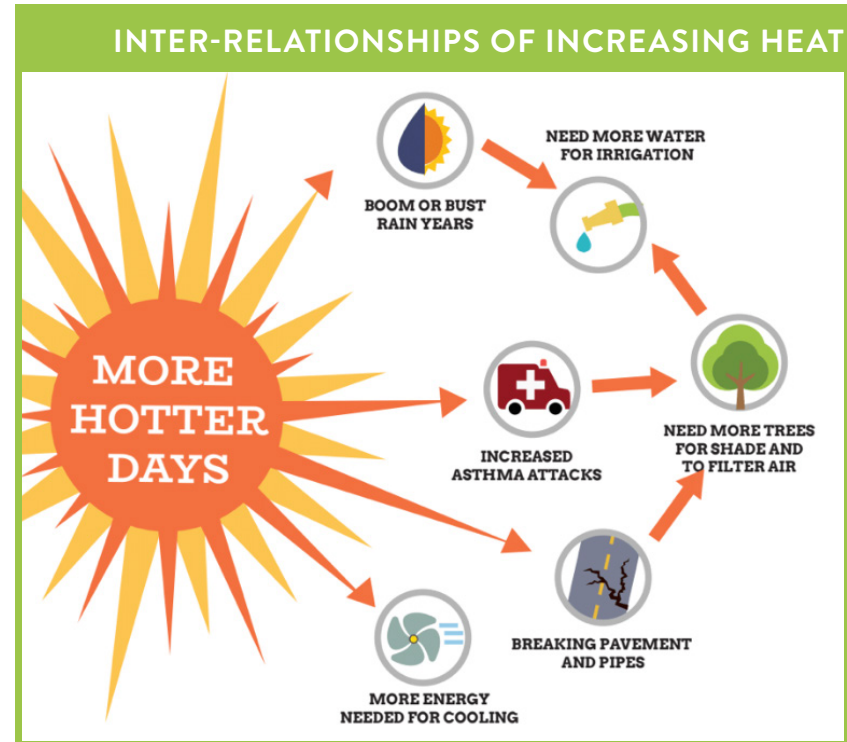 INTER-RELATIONSHIPS OF INCREASING HEAT
MORE
HOTTER
DAYS
BOOM OR BUST
RAIN YEARS
NEED MORE WATER
FOR IRRIGATION
INCREASED
ASTHMA ATTACKS
NEED MORE TREES
FOR SHADE AND
TO FILTER AIR
BREAKING PAVEMENT
AND PIPES
MORE ENERGY
NEEDED FOR COOLING